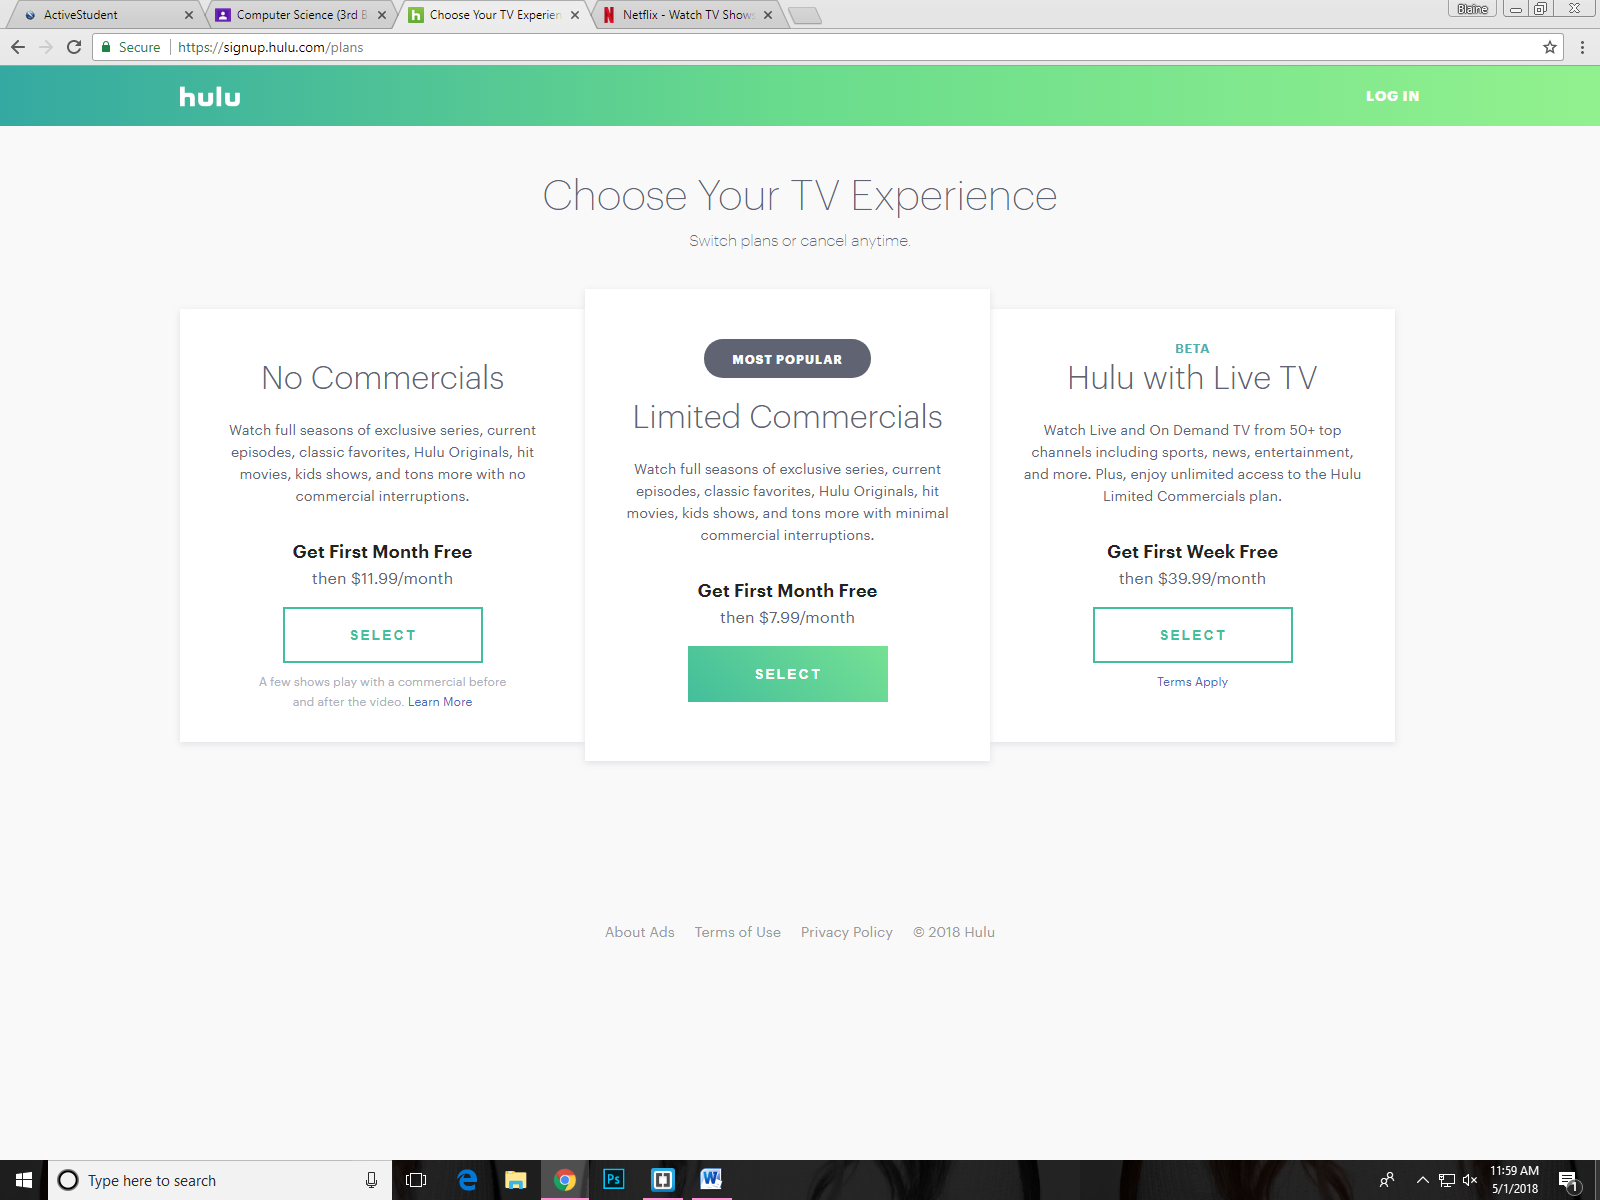 ActiveStudent
Computer Science (3rd B
Choose Your TV Experien
Netflix - Watch TV Shows
Blaine
Secure
https://signup.hulu.com/plans
hulu
LOG IN
Choose Your TV Experience
Switch plans or cancel anytime.
No Commercials
Watch full seasons of exclusive series, current
episodes, classic favorites, Hulu Originals, hit
movies, kids shows, and tons more with no
commercial interruptions.
Get First Month Free
then $11.99/month
SELECT
A few shows play with a commercial before
and after the video. Learn More
MOST POPULAR
Limited Commercials
Watch full seasons of exclusive series, current
episodes, classic favorites, Hulu Originals, hit
movies, kids shows, and tons more with minimal
commercial interruptions.
Get First Month Free
then $7.99/month
SELECT
BETA
Hulu with Live TV
Watch Live and On Demand TV from 50+ top
channels including sports, news, entertainment,
and more. Plus, enjoy unlimited access to the Hulu
Limited Commercials plan.
Get First Week Free
then $39.99/month
SELECT
Terms Apply
About Ads
Terms of Use
Privacy Policy
© 2018 Hulu
Type here to search
Ps
11:59 AM
5/1/2018
1